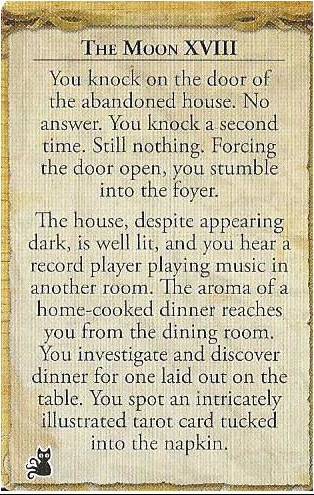 THE MOON XVIII
You knock on the door of
the abandoned house. No
answer. You knock a second
time. Still nothing. Forcing
the door open, you stumble
into the foyer.
The house, despite appearing
dark, is well lit, and you hear a
record player playing music in
another room. The aroma of a
home-cooked dinner reaches
you from the dining room.
You investigate and discover
dinner for one laid out on the
table. You spot an intricately
illustrated tarot card tucked
into the napkin.